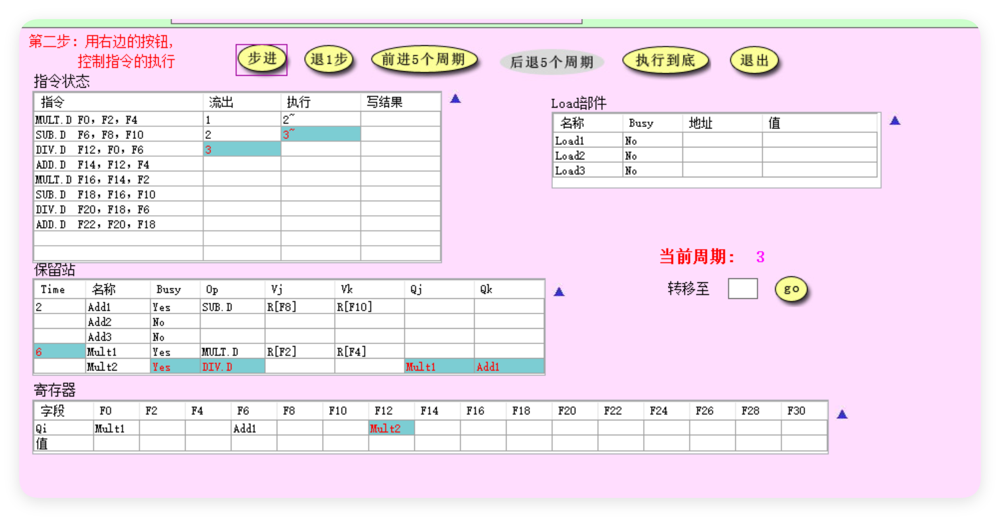 第二步：用右边的按钮，
控制指令的执行
步进 退1步 前进5个周期 后退5个周期 执行到底 退出
指令状态
指令 流出 执行 写结果
MULT.D F0, F2, F4 1 2~
SUB.D F6, F8, F10 2 3~
DIV.D F12, F0, F6 3
ADD.D F14, F12, F4
MULT.D F16, F14, F2
SUB.D F18, F16, F10
DIV.D F20, F18, F6
ADD.D F22, F20, F18
Load部件
名称 Busy 地址 值
Load1 No
Load2 No
Load3 No
当前周期： 3
转移至 go
保留站
Time 名称 Busy Op Vj Vk Qj Qk
2 Add1 Yes SUB.D R[F8] R[F10]
Add2 No
Add3 No
6 Mult1 Yes MULT.D R[F2] R[F4]
Mult2 Yes DIV.D Mult1 Add1
寄存器
字段 F0 F2 F4 F6 F8 F10 F12 F14 F16 F18 F20 F22 F24 F26 F28 F30
Qi Mult1 Add1 Mult2
值